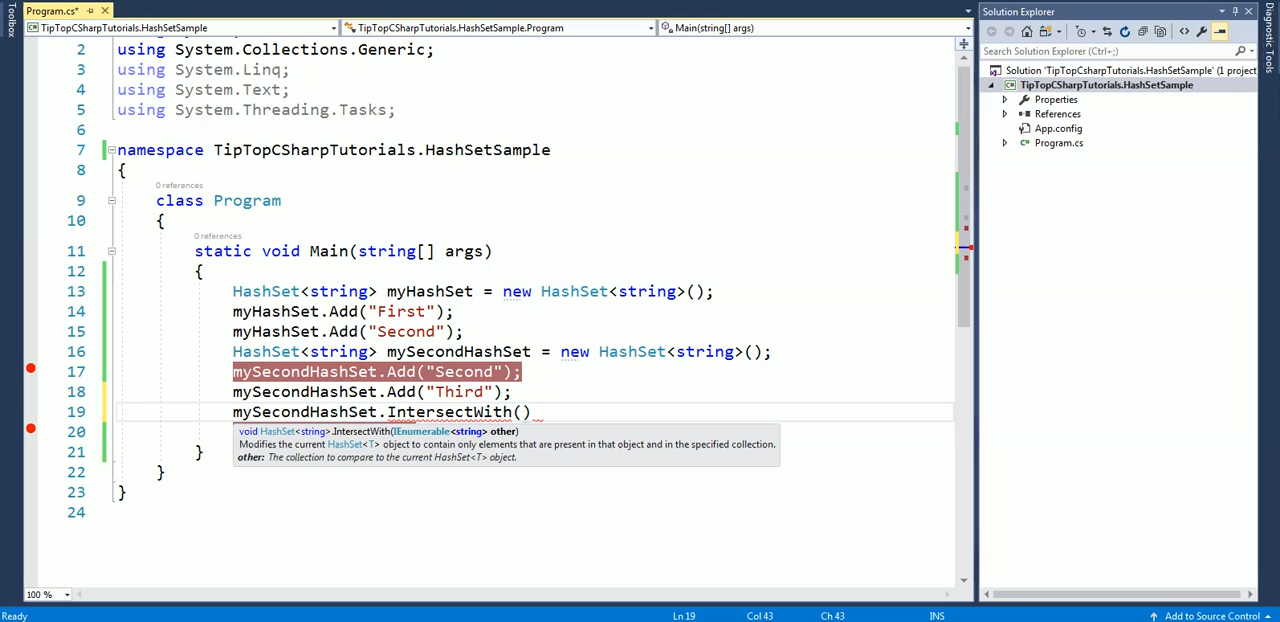 Toolbox
Program.cs*
TipTopCSharpTutorials.HashSetSample
TipTopCSharpTutorials.HashSetSample.Program
Main(string[] args)
2 using System.Collections.Generic;
3 using System.Linq;
4 using System.Text;
5 using System.Threading.Tasks;
6
7 namespace TipTopCSharpTutorials.HashSetSample
8 {
0 references
9 class Program
10 {
0 references
11 static void Main(string[] args)
12 {
13 HashSet<string> myHashSet = new HashSet<string>();
14 myHashSet.Add("First");
15 myHashSet.Add("Second");
16 HashSet<string> mySecondHashSet = new HashSet<string>();
17 mySecondHashSet.Add("Second");
18 mySecondHashSet.Add("Third");
19 mySecondHashSet.IntersectWith()
20
void HashSet<string>.IntersectWith(IEnumerable<string> other)
Modifies the current HashSet<T> object to contain only elements that are present in that object and in the specified collection.
other: The collection to compare to the current HashSet<T> object.
21 }
22 }
23 }
24
100 %
Solution Explorer
Search Solution Explorer (Ctrl+;)
Solution 'TipTopCsharpTutorials.HashSetSample' (1 project
TipTopCSharpTutorials.HashSetSample
Properties
References
App.config
Program.cs
Diagnostic Tools
Ready
Ln 19
Col 43
Ch 43
INS
Add to Source Control